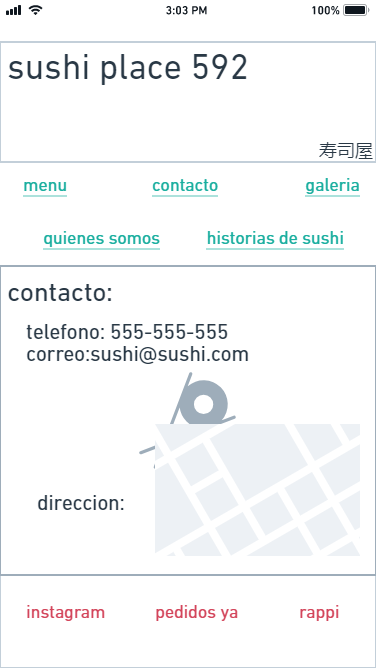 3:03 PM 100%
sushi place 592
寿司屋
menu contacto galeria
quienes somos historias de sushi
contacto:
telefono: 555-555-555
correo:sushi@sushi.com
direccion:
instagram pedidos ya rappi